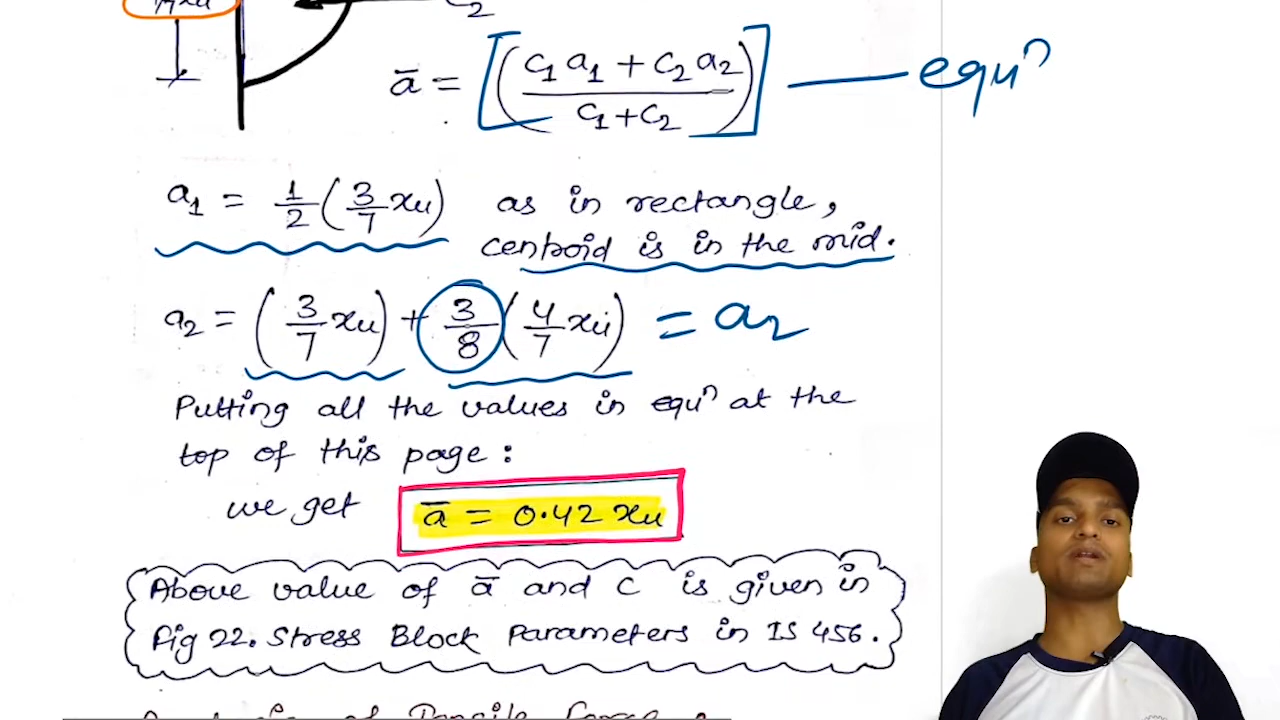 C₂
ā = [(C₁a₁ + C₂a₂)/(C₁+C₂)] — equⁿ
a₁ = 1/2 (3/7 xu) as in rectangle,
centroid is in the mid.
a₂ = (3/7 xu) + 3/8 (4/7 xu) = a₂
Putting all the values in equⁿ at the
top of this page :
we get ā = 0.42 xu
Above value of ā and C is given in
Fig 22. Stress Block Parameters in IS 456.